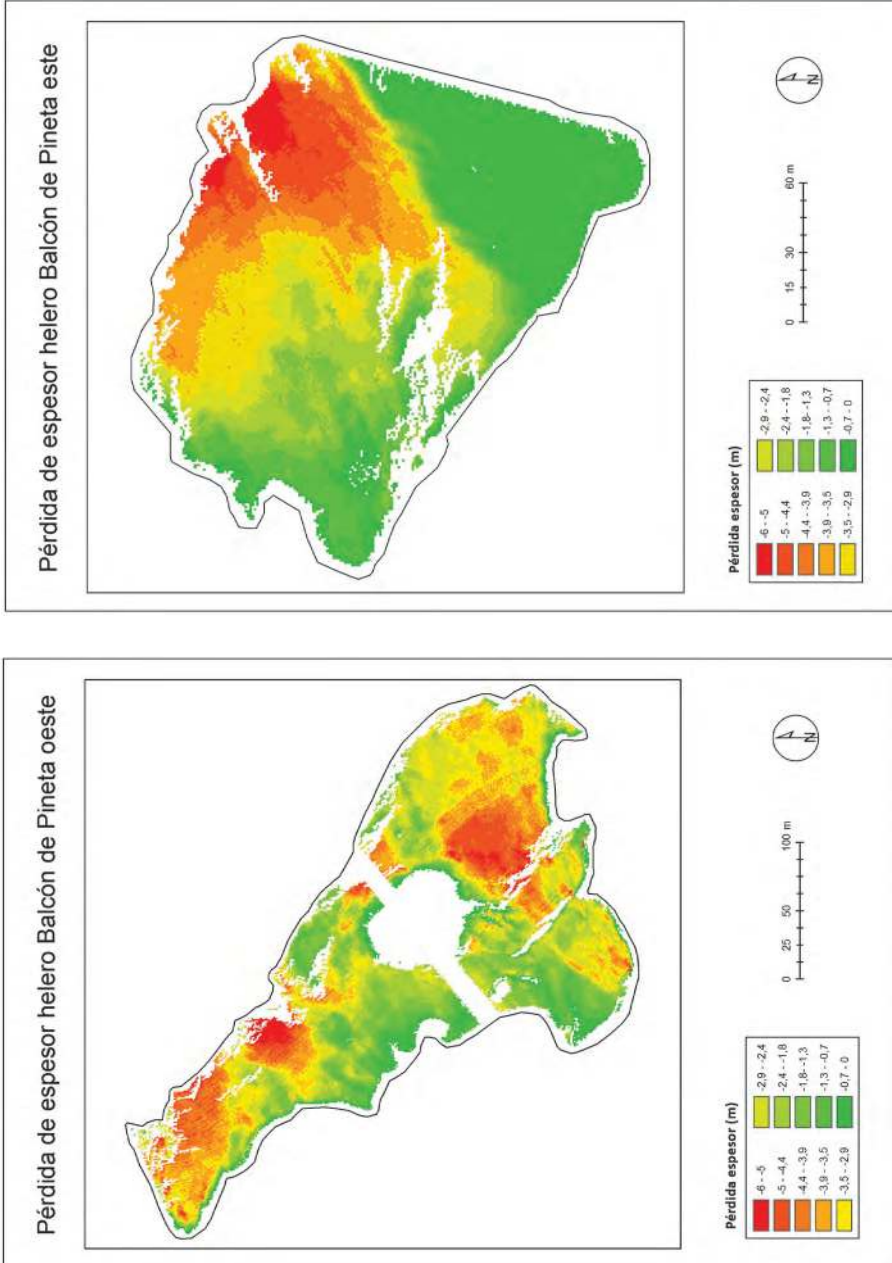 Pérdida de espesor helero Balcón de Pineta oeste
Pérdida espesor (m)
-6 - -5
-5 - -4,4
-4,4 - -3,9
-3,9 - -3,5
-3,5 - -2,9
-2,9 - -2,4
-2,4 - -1,8
-1,8- -1,3
-1,3 - -0,7
-0,7 - 0
0 25 50 100 m
N
Pérdida de espesor helero Balcón de Pineta este
Pérdida espesor (m)
-6 - -5
-5 - -4,4
-4,4 - -3,9
-3,9 - -3,5
-3,5 - -2,9
-2,9 - -2,4
-2,4 - -1,8
-1,8- -1,3
-1,3 - -0,7
-0,7 - 0
0 15 30 60 m
N